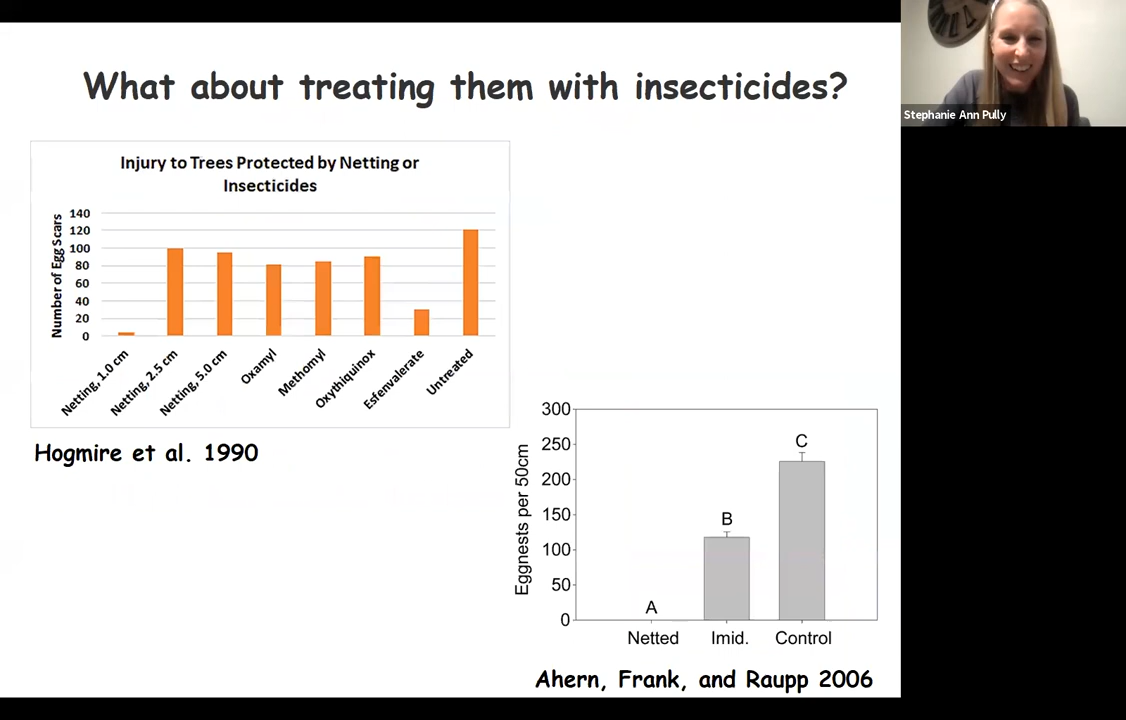 What about treating them with insecticides?
Stephanie Ann Pully
Injury to Trees Protected by Netting or
Insecticides
Number of Egg Scars
140
120
100
80
60
40
20
0
Netting, 1.0 cm
Netting, 2.5 cm
Netting, 5.0 cm
Oxamyl
Methomyl
Oxythiquinox
Esfenvalerate
Untreated
Hogmire et al. 1990
Eggnests per 50cm
300
250
200
150
100
50
0
A
B
C
Netted
Imid.
Control
Ahern, Frank, and Raupp 2006